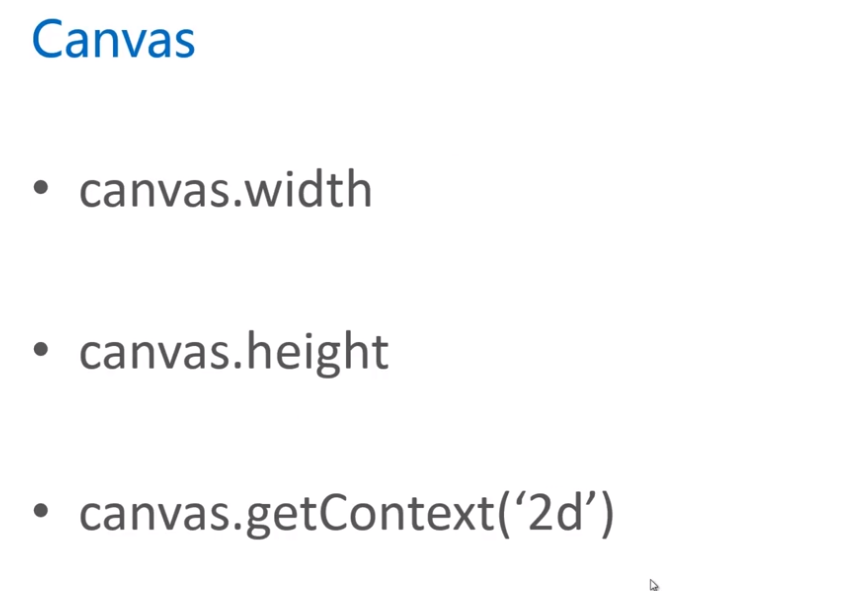 Canvas
• canvas.width
• canvas.height
• canvas.getContext(‘2d’)